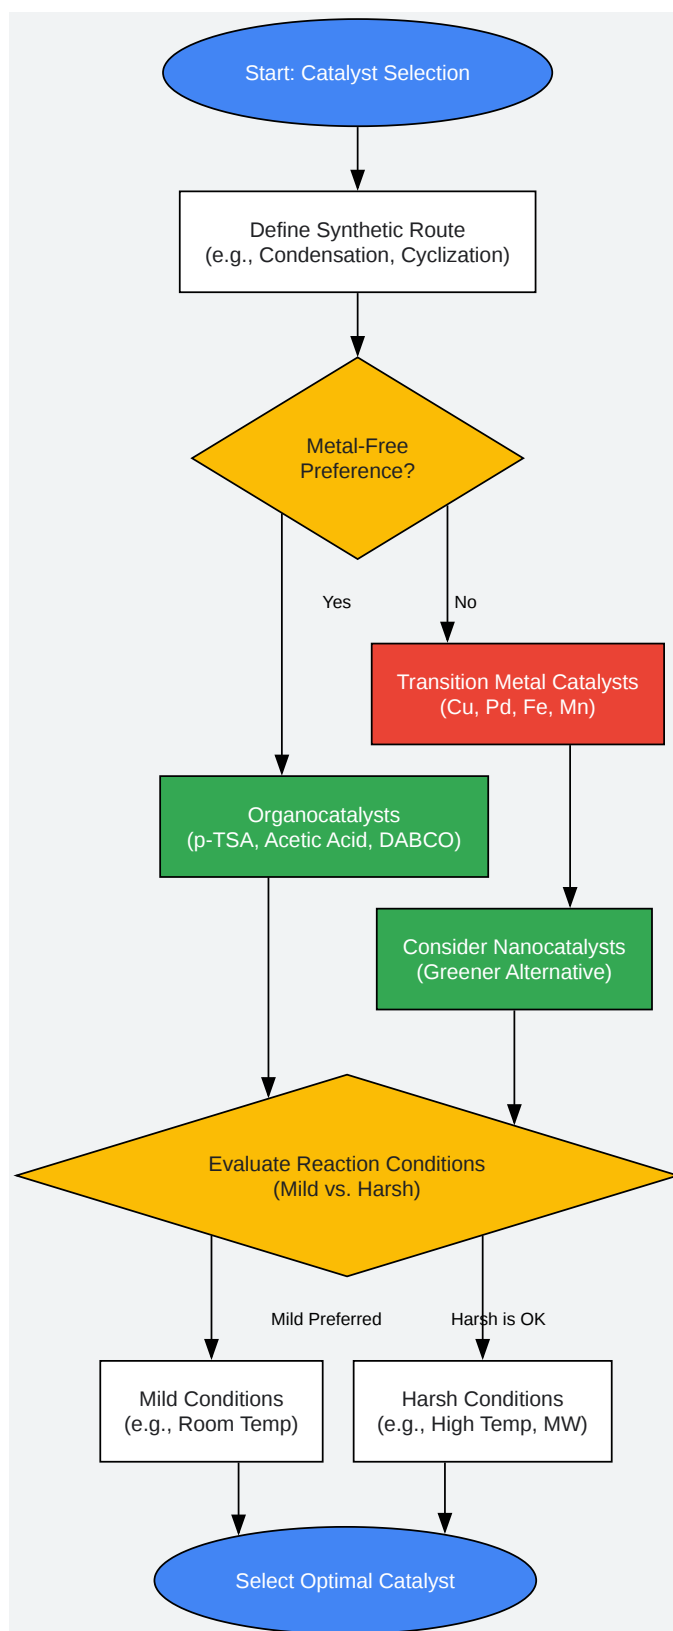 Start: Catalyst Selection
Define Synthetic Route
(e.g., Condensation, Cyclization)
Metal-Free
Preference?
Yes
No
Transition Metal Catalysts
(Cu, Pd, Fe, Mn)
Organocatalysts
(p-TSA, Acetic Acid, DABCO)
Consider Nanocatalysts
(Greener Alternative)
Evaluate Reaction Conditions
(Mild vs. Harsh)
Mild Preferred
Harsh is OK
Mild Conditions
(e.g., Room Temp)
Harsh Conditions
(e.g., High Temp, MW)
Select Optimal Catalyst